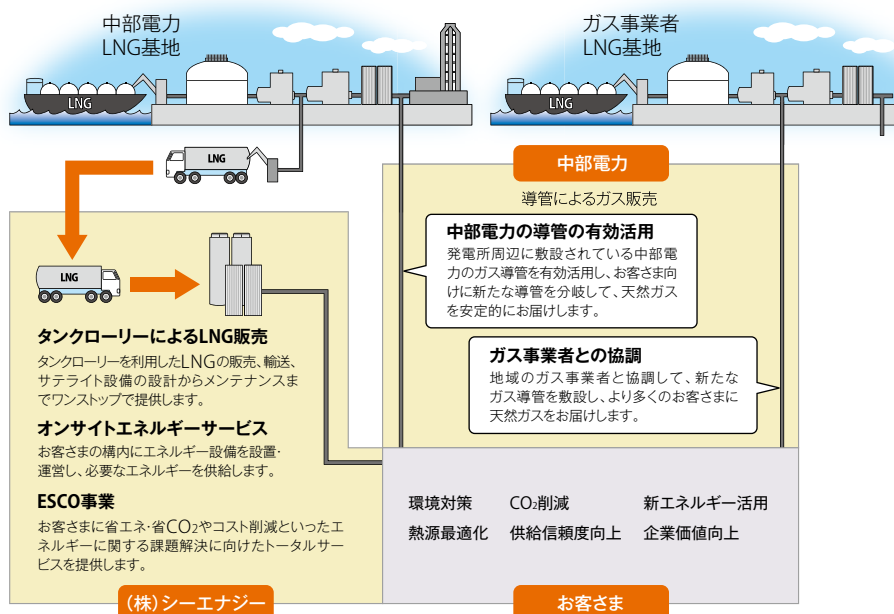 中部電力
LNG基地
ガス事業者
LNG基地
LNG
LNG
LNG
中部電力
導管によるガス販売
中部電力の導管の有効活用
発電所周辺に敷設されている中部電
力のガス導管を有効活用し、お客さま向
けに新たな導管を分岐して、天然ガス
を安定的にお届けします。
LNG
ガス事業者との協調
地域のガス事業者と協調して、新たな
ガス導管を敷設し、より多くのお客さまに
天然ガスをお届けします。
タンクローリーによるLNG販売
タンクローリーを利用したLNGの販売、輸送、
サテライト設備の設計からメンテナンスま
でワンストップで提供します。
オンサイトエネルギーサービス
お客さまの構内にエネルギー設備を設置・
運営し、必要なエネルギーを供給します。
ESCO事業
お客さまに省エネ・省CO2やコスト削減といったエ
ネルギーに関する課題解決に向けたトータルサー
ビスを提供します。
環境対策 CO2削減 新エネルギー活用
熱源最適化 供給信頼度向上 企業価値向上
(株)シーエナジー
お客さま